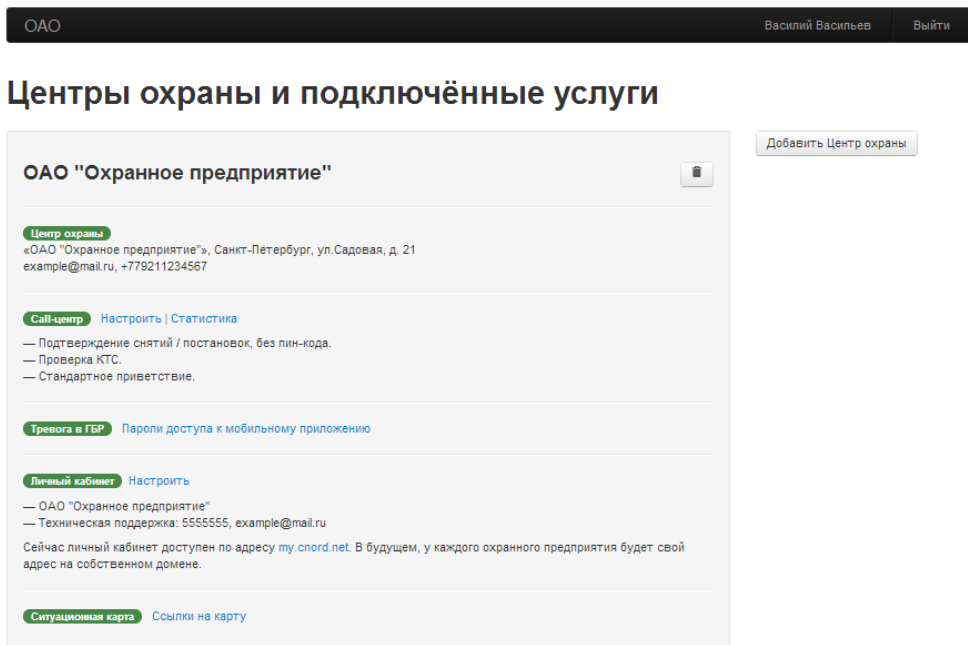 ОАО
Василий Васильев
Выйти
Центры охраны и подключённые услуги
Добавить Центр охраны
ОАО "Охранное предприятие"
Центр охраны
«ОАО "Охранное предприятие"», Санкт-Петербург, ул.Садовая, д. 21
example@mail.ru, +779211234567
Call-центр Настроить | Статистика
— Подтверждение снятий / постановок, без пин-кода.
— Проверка КТС.
— Стандартное приветствие.
Тревога в ГБР Пароли доступа к мобильному приложению
Личный кабинет Настроить
— ОАО "Охранное предприятие"
— Техническая поддержка: 5555555, example@mail.ru
Сейчас личный кабинет доступен по адресу my.cnord.net. В будущем, у каждого охранного предприятия будет свой
адрес на собственном домене.
Ситуационная карта Ссылки на карту